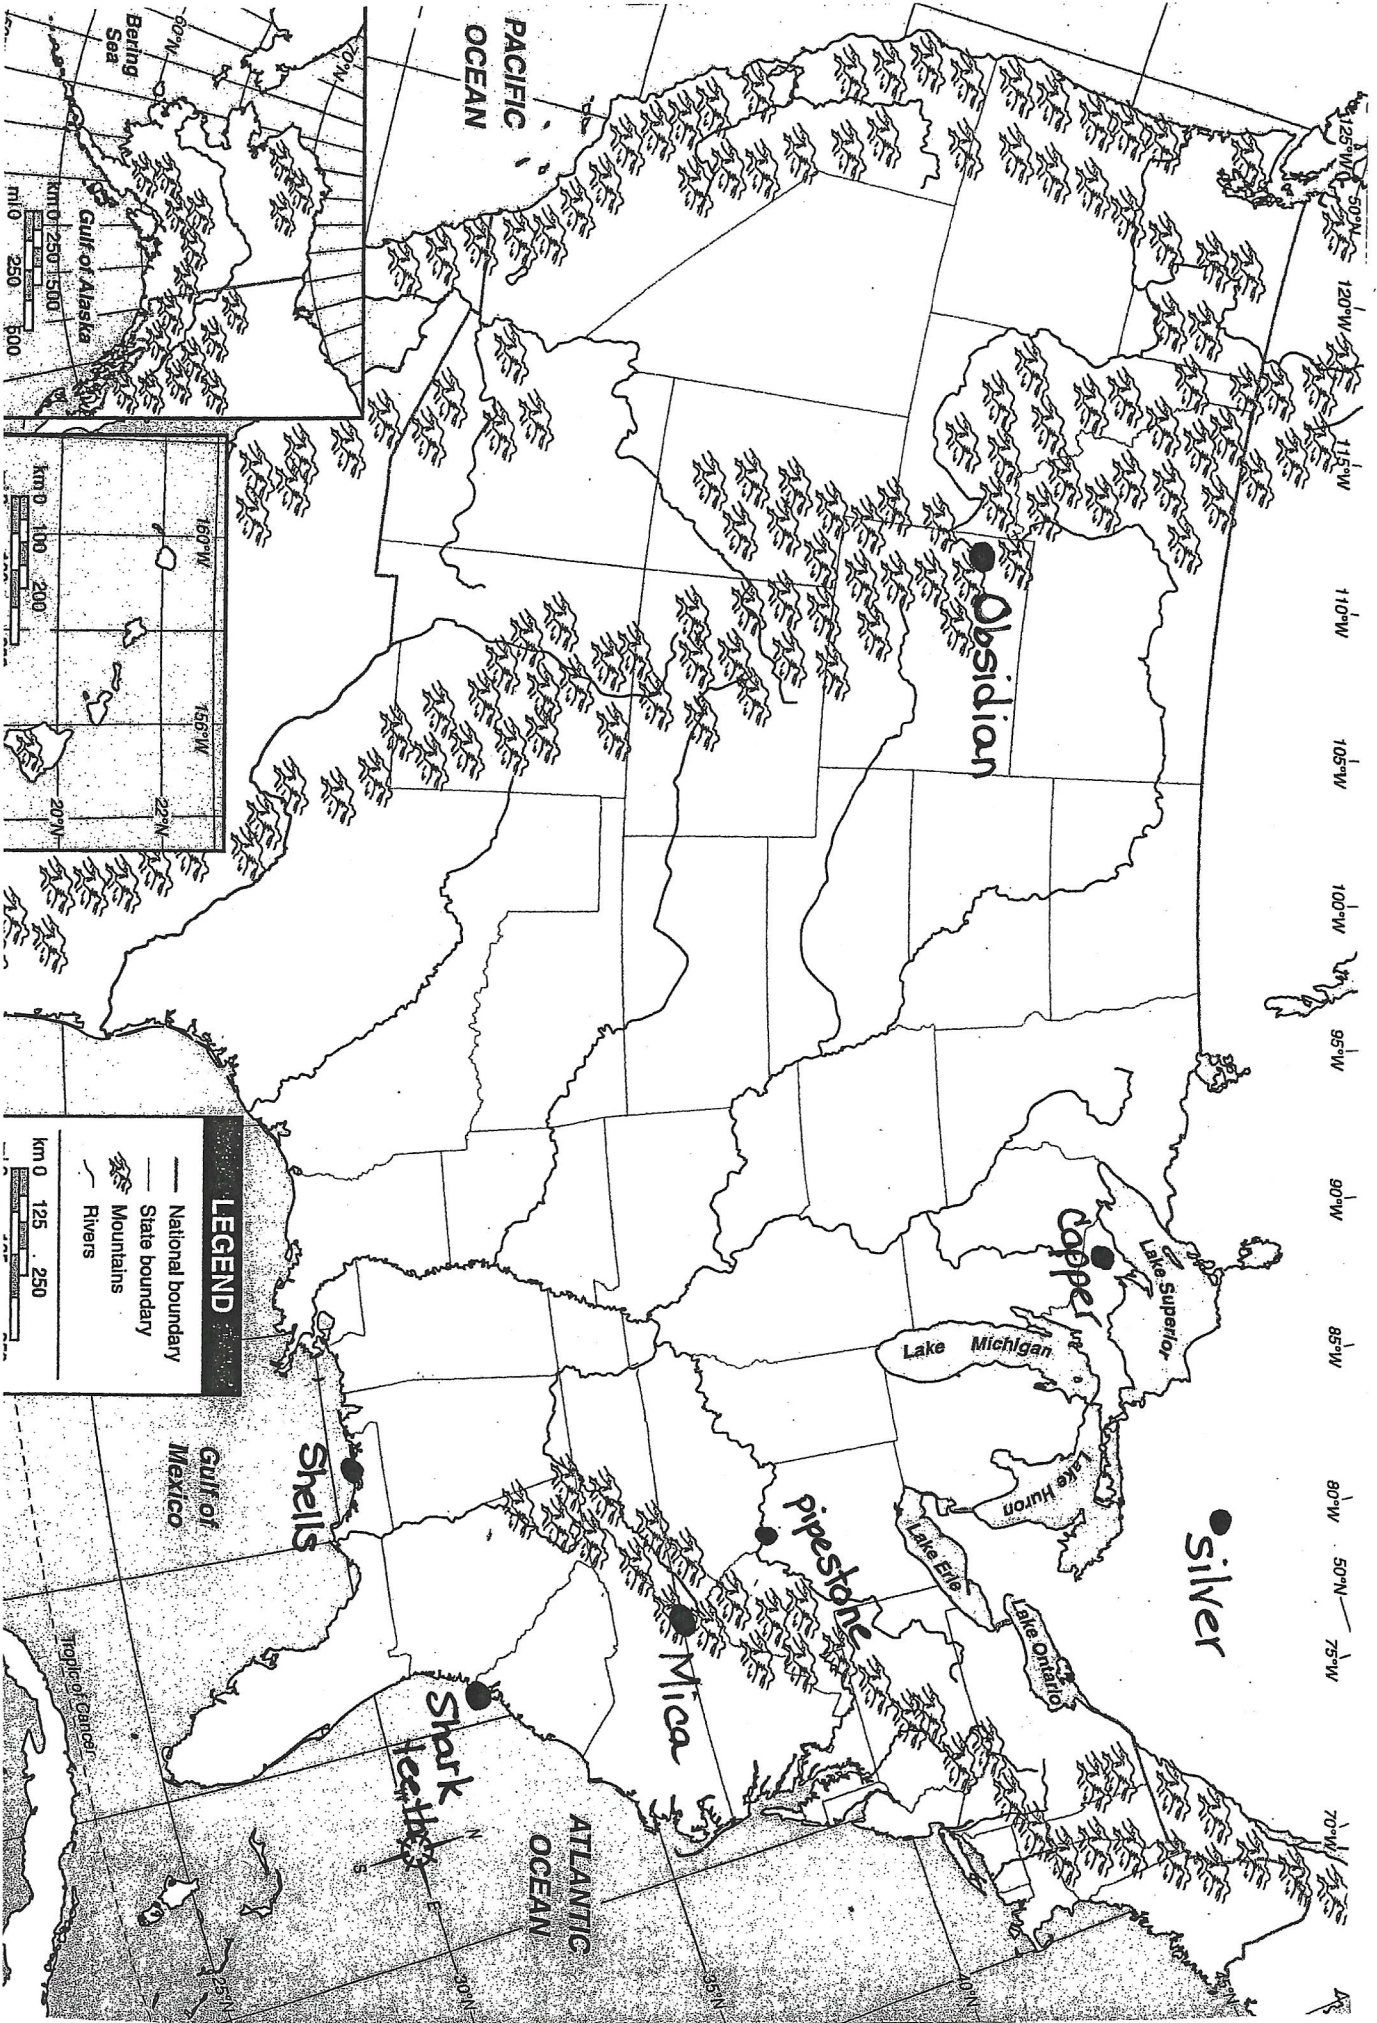 125°W
50°N
120°W
115°W
110°W
105°W
100°W
95°W
90°W
85°W
80°W
50°N
75°W
70°W
PACIFIC
OCEAN
Obsidian
Copper
Lake Superior
Lake Michigan
Lake Huron
Lake Erie
Lake Ontario
Silver
pipestone
Mica
Shark
teeth
Shells
ATLANTIC
OCEAN
Gulf of
Mexico
Tropic of Cancer
N
S
E
45°N
40°N
35°N
30°N
25°N
70°N
60°N
Bering
Sea
Gulf of Alaska
km 0 250 500
mi 0 250 500
160°W
156°W
22°N
20°N
km 0 100 200
LEGEND
National boundary
State boundary
Mountains
Rivers
km 0 125 250